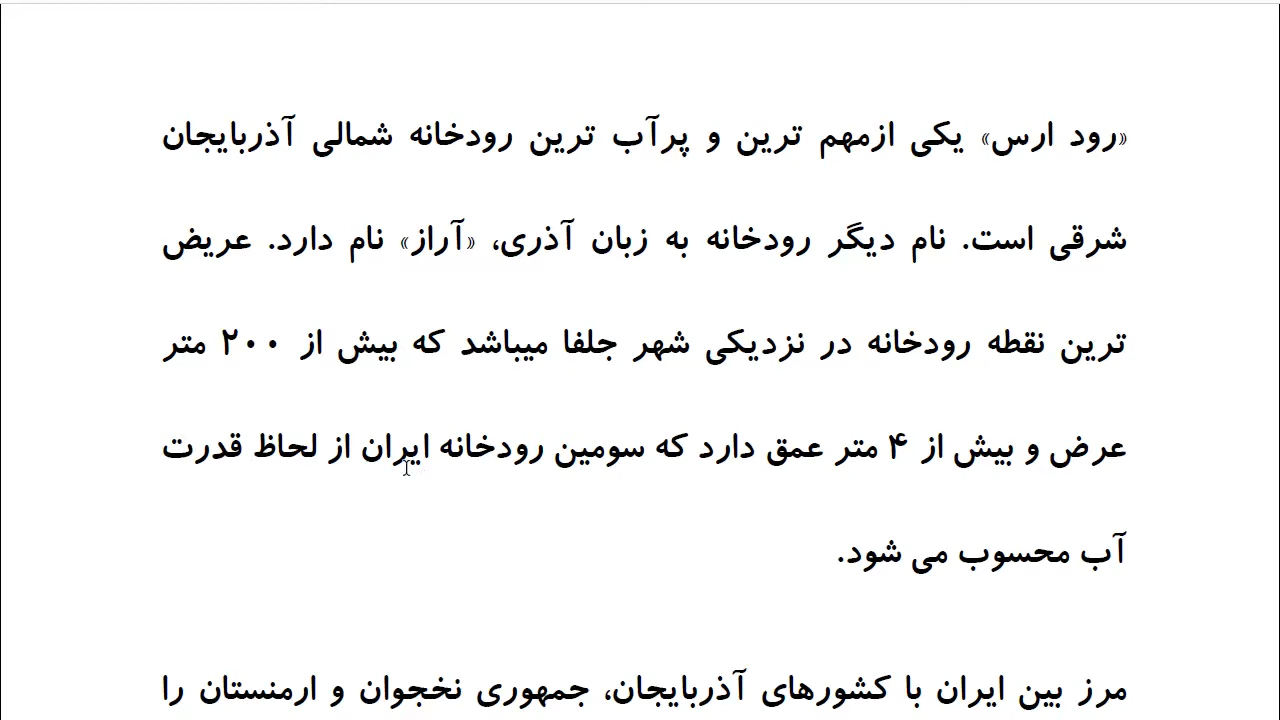 «رود ارس» یکی ازمهم ترین و پرآب ترین رودخانه شمالی آذربایجان
شرقی است. نام دیگر رودخانه به زبان آذری، «آراز» نام دارد. عریض
ترین نقطه رودخانه در نزدیکی شهر جلفا میباشد که بیش از ۲۰۰ متر
عرض و بیش از ۴ متر عمق دارد که سومین رودخانه ایران از لحاظ قدرت
آب محسوب می شود.
مرز بین ایران با کشورهای آذربایجان، جمهوری نخجوان و ارمنستان را